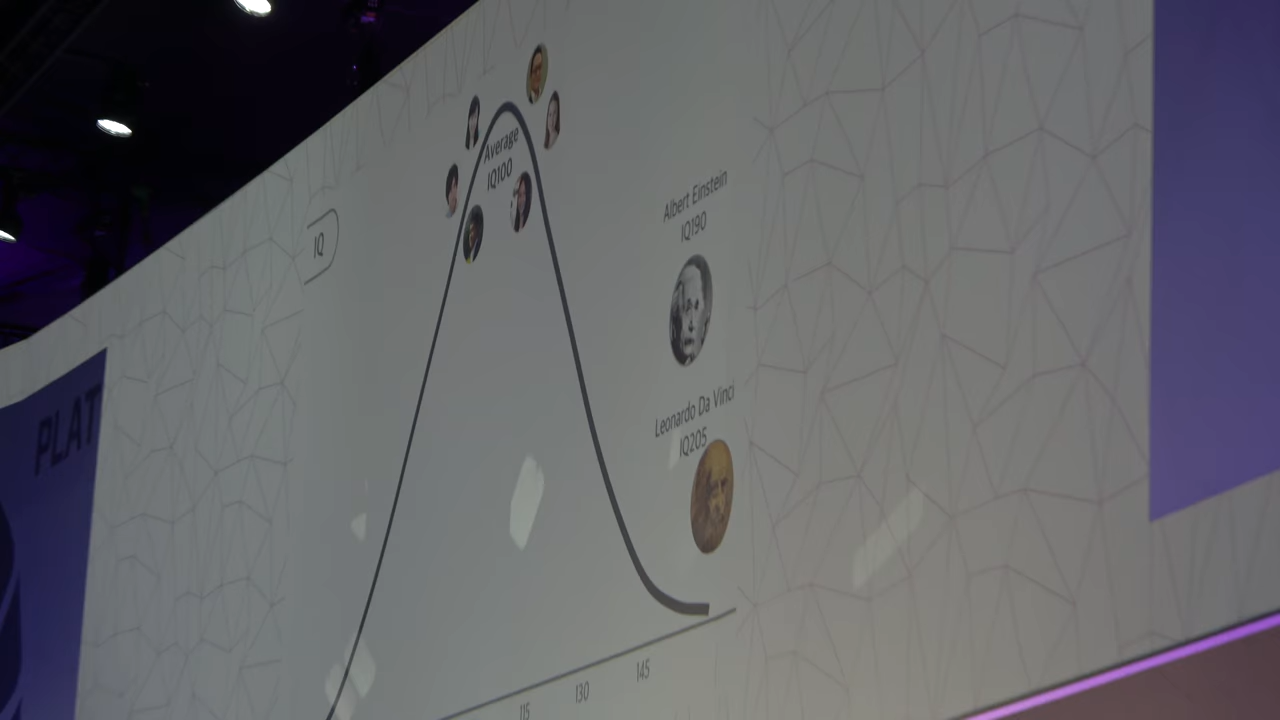 PLAT
IQ
Average
IQ100
Albert Einstein
IQ190
Leonardo Da Vinci
IQ205
115
130
145